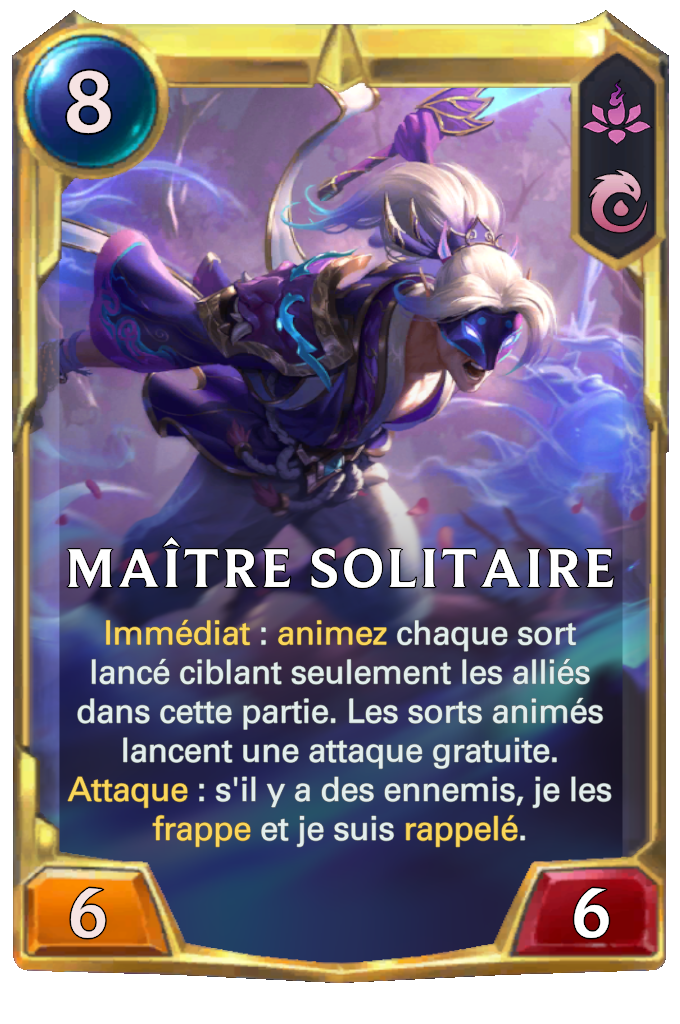 8
MAÎTRE SOLITAIRE
Immédiat : animez chaque sort
lancé ciblant seulement les alliés
dans cette partie. Les sorts animés
lancent une attaque gratuite.
Attaque : s'il y a des ennemis, je les
frappe et je suis rappelé.
6
6